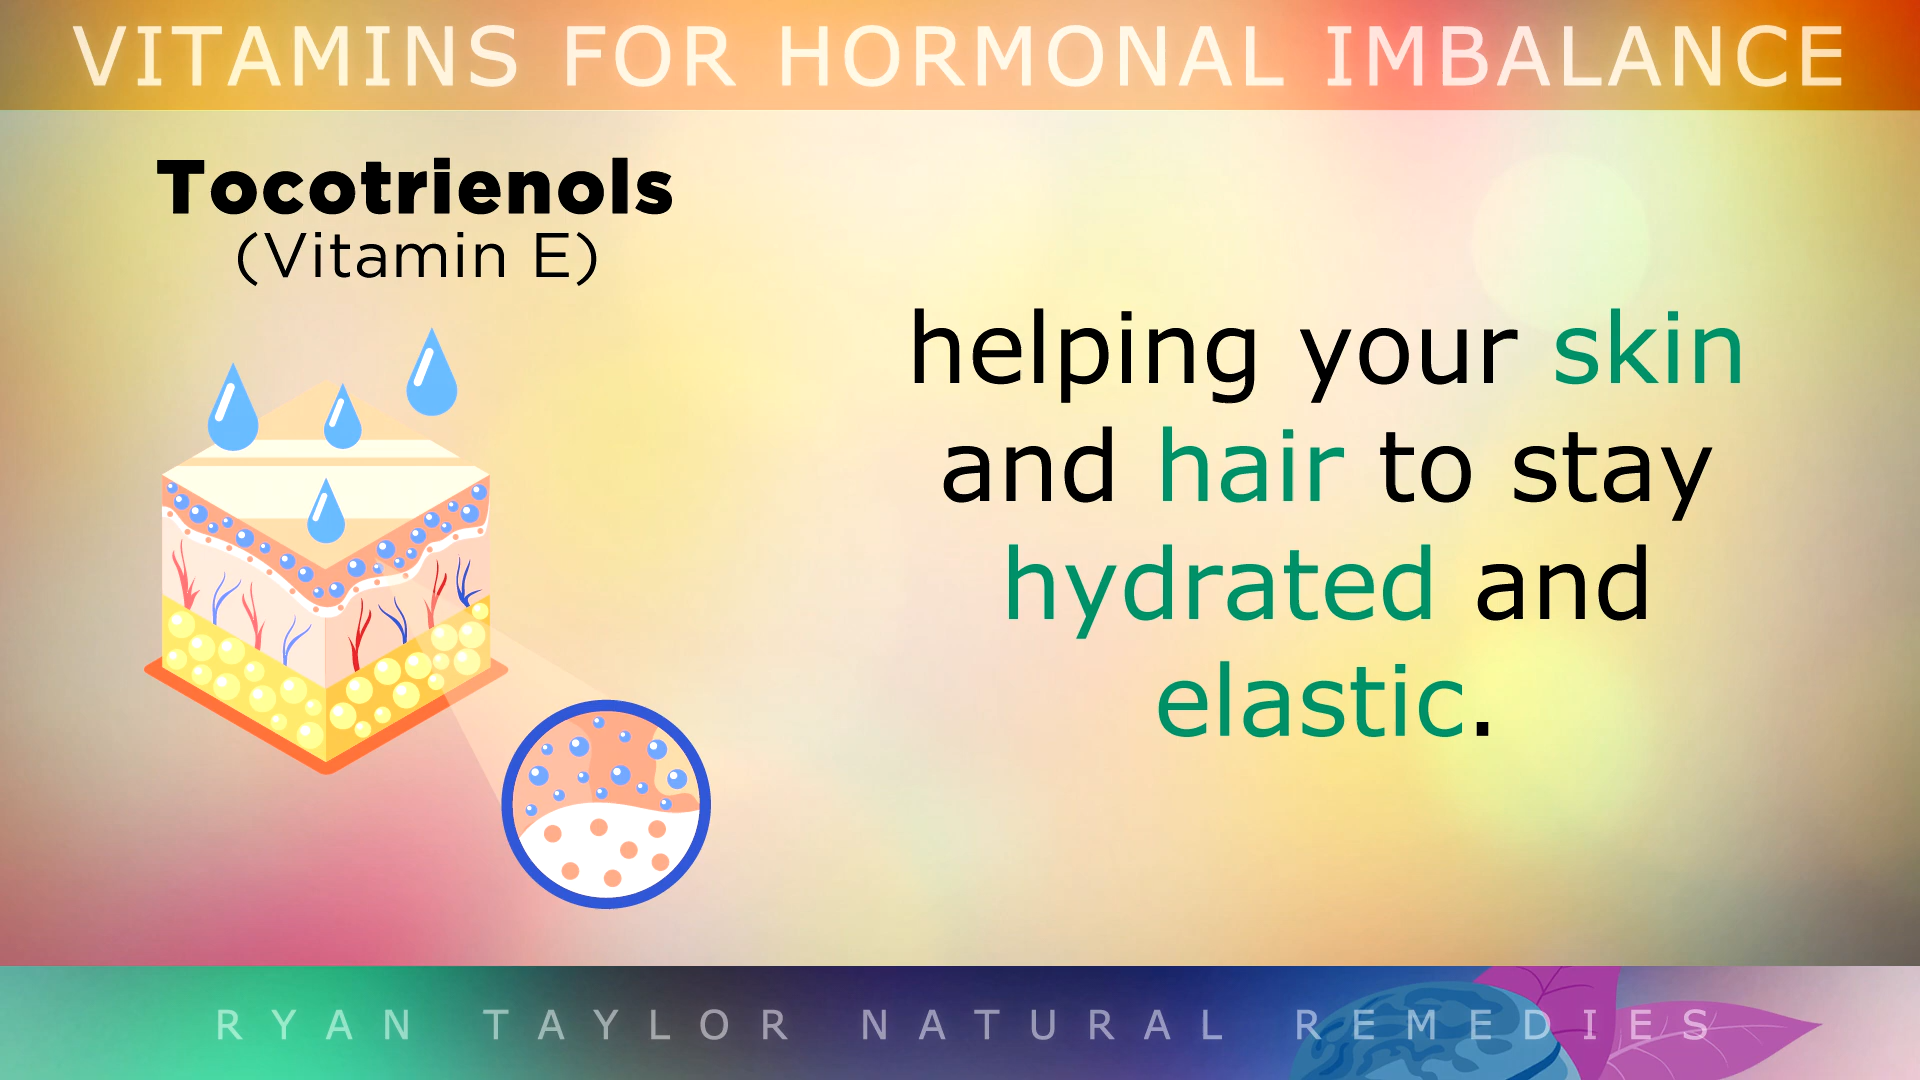 VITAMINS FOR HORMONAL IMBALANCE
Tocotrienols
(Vitamin E)
helping your skin
and hair to stay
hydrated and
elastic.
RYAN TAYLOR NATURAL REMEDIES